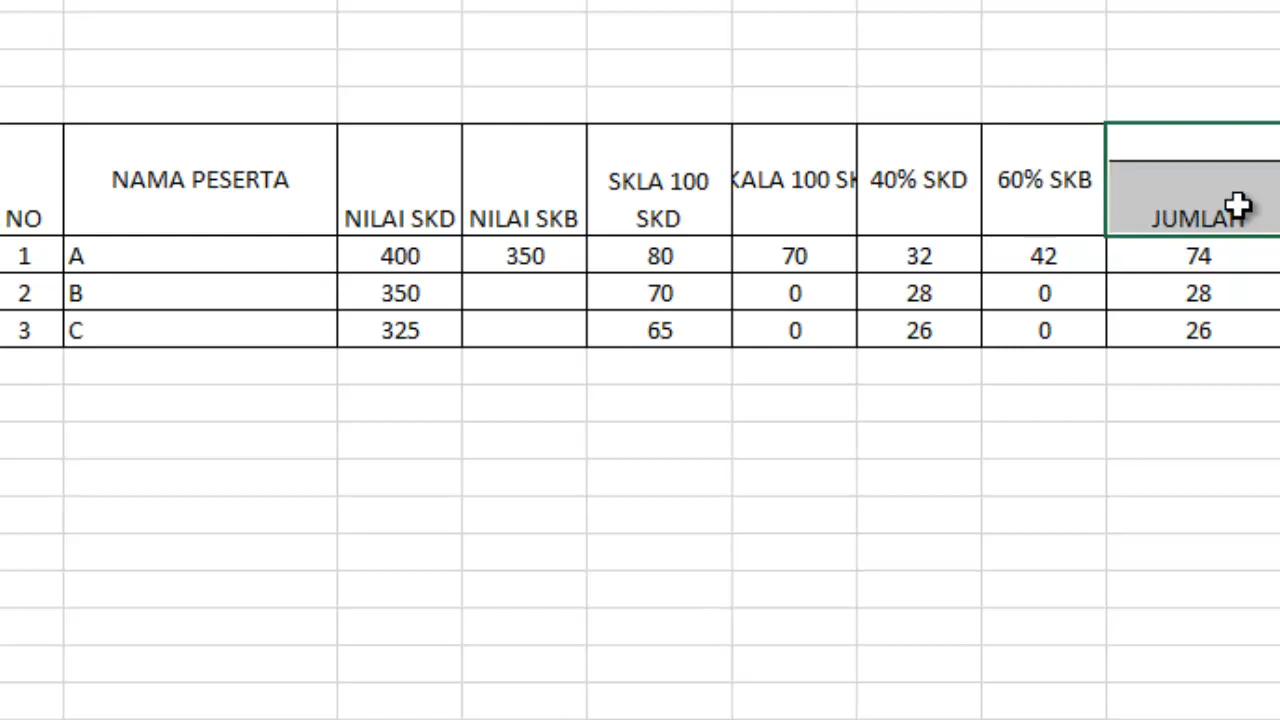 NO NAMA PESERTA NILAI SKD NILAI SKB SKLA 100 SKD KALA 100 SK 40% SKD 60% SKB JUMLAH
1 A 400 350 80 70 32 42 74
2 B 350 70 0 28 0 28
3 C 325 65 0 26 0 26